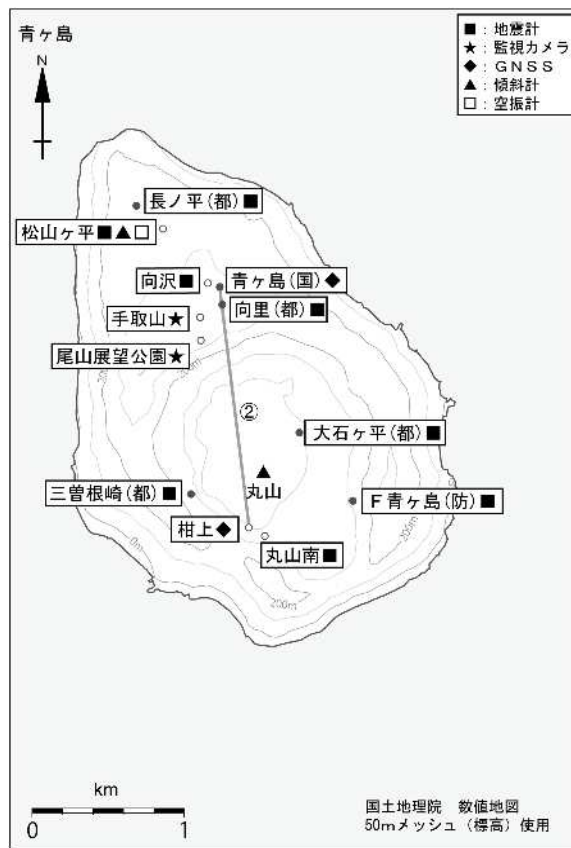 青ヶ島
N
■：地震計
★：監視カメラ
◆：GNSS
▲：傾斜計
□：空振計
長ノ平(都)■
松山ヶ平■▲□
向沢■
青ヶ島(国)◆
向里(都)■
手取山★
尾山展望公園★
②
大石ヶ平(都)■
丸山
三曽根崎(都)■
F青ヶ島(防)■
柑上◆
丸山南■
0m
200m
200m
km
0 1
国土地理院 数値地図
50mメッシュ(標高)使用